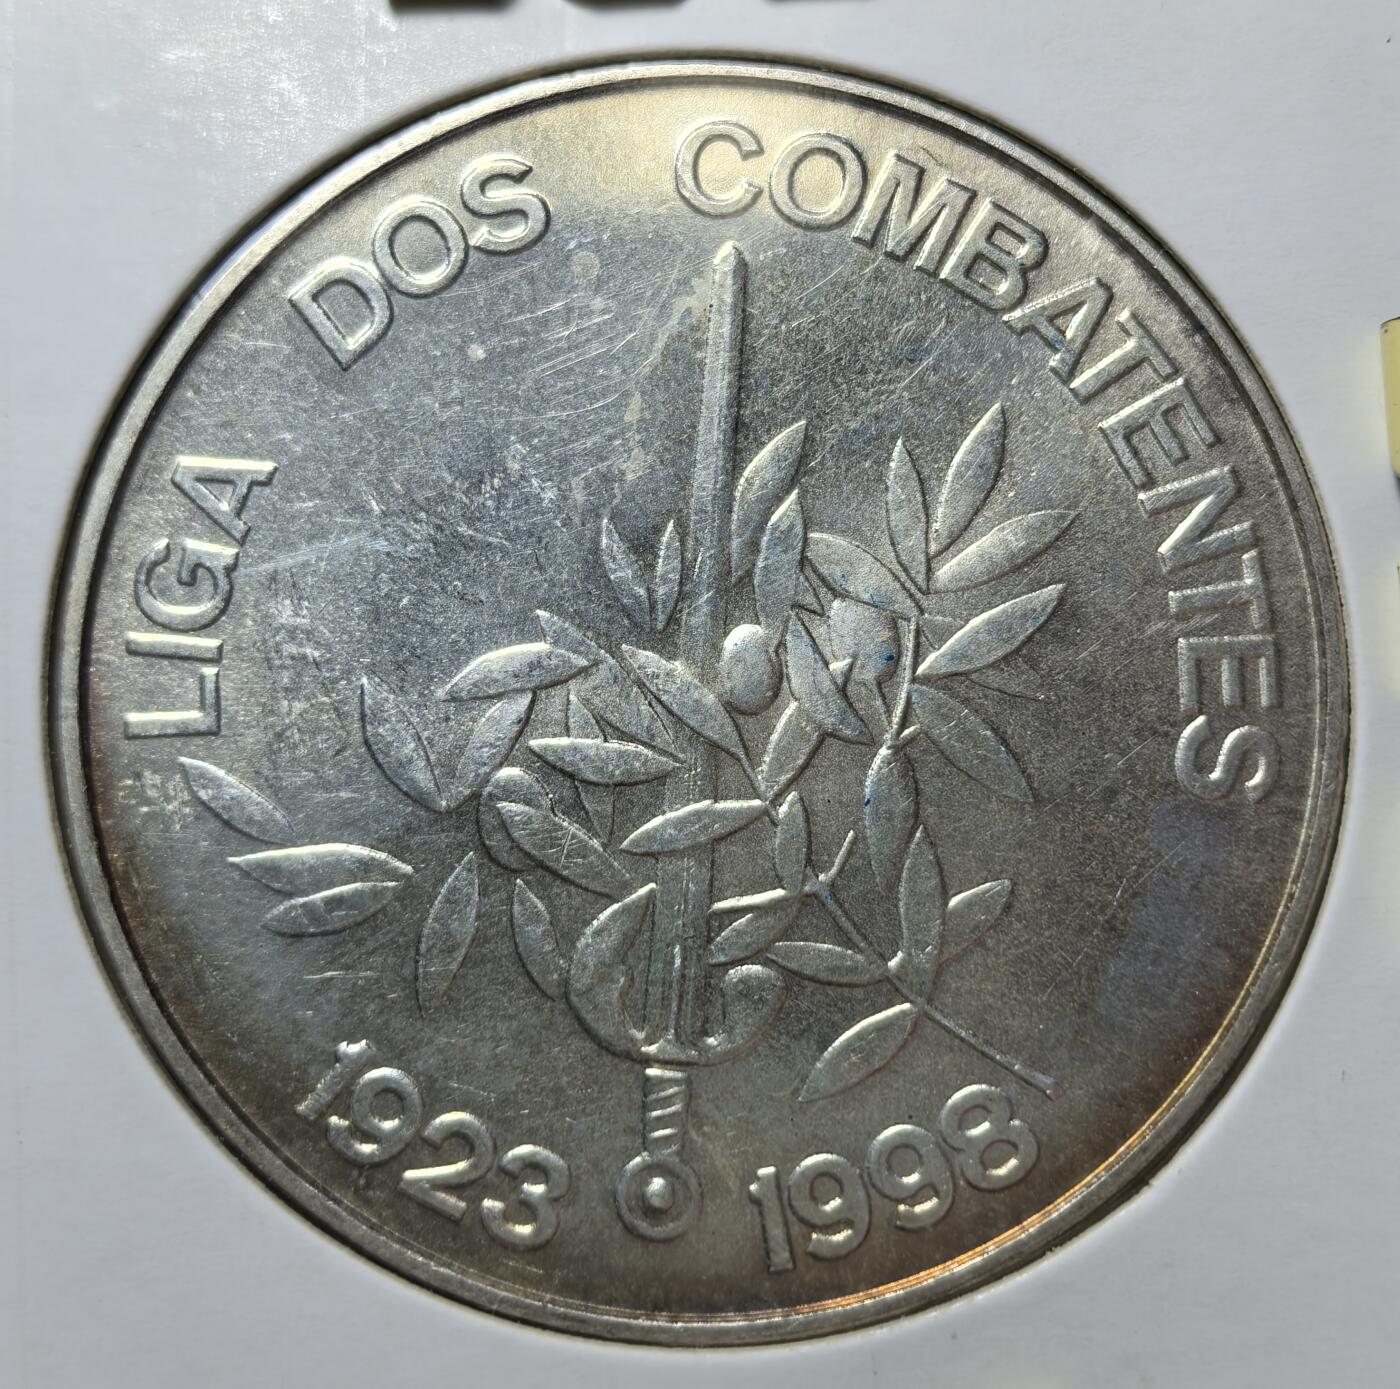 LIGA DOS COMBATENTES
1923 1998